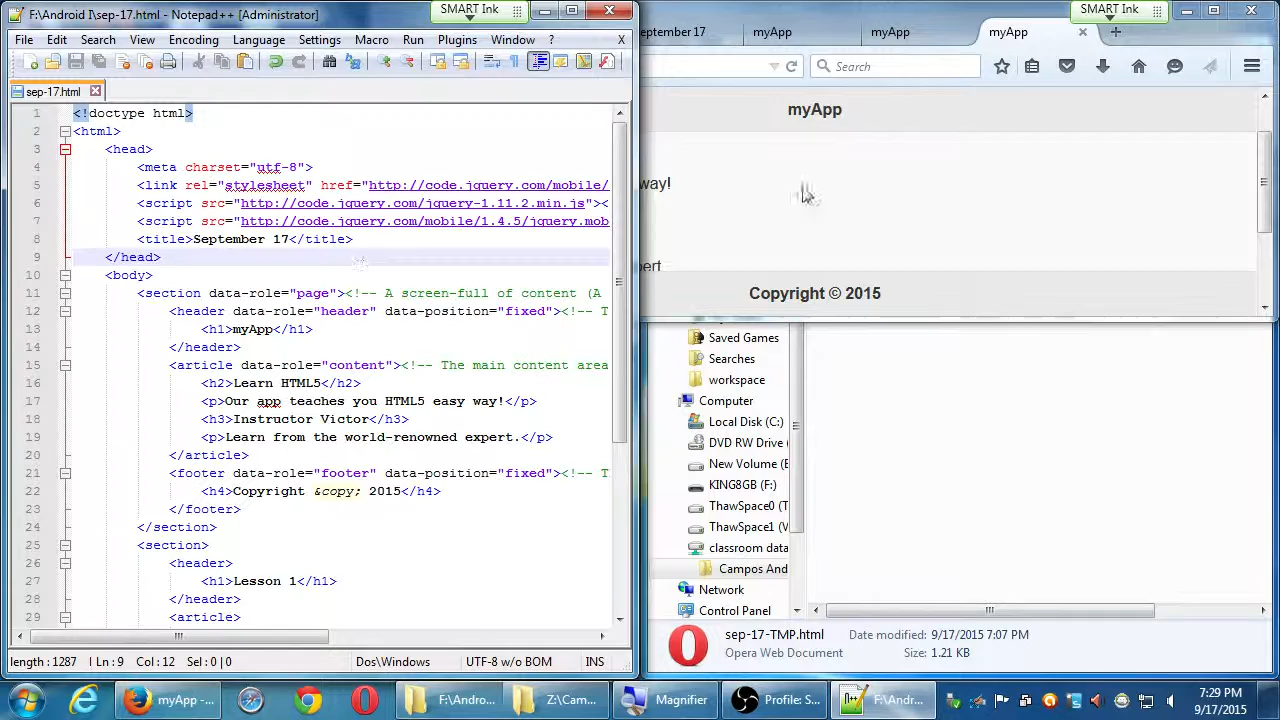 F:\Android I\sep-17.html - Notepad++ [Administrator]
SMART Ink
File Edit Search View Encoding Language Settings Macro Run Plugins Window ? X
sep-17.html
1 <!doctype html>
2 <html>
3 <head>
4 <meta charset="utf-8">
5 <link rel="stylesheet" href="http://code.jquery.com/mobile/
6 <script src="http://code.jquery.com/jquery-1.11.2.min.js"><
7 <script src="http://code.jquery.com/mobile/1.4.5/jquery.mob
8 <title>September 17</title>
9 </head>
10 <body>
11 <section data-role="page"><!-- A screen-full of content (A
12 <header data-role="header" data-position="fixed"><!-- T
13 <h1>myApp</h1>
14 </header>
15 <article data-role="content"><!-- The main content area
16 <h2>Learn HTML5</h2>
17 <p>Our app teaches you HTML5 easy way!</p>
18 <h3>Instructor Victor</h3>
19 <p>Learn from the world-renowned expert.</p>
20 </article>
21 <footer data-role="footer" data-position="fixed"><!-- T
22 <h4>Copyright &copy; 2015</h4>
23 </footer>
24 </section>
25 <section>
26 <header>
27 <h1>Lesson 1</h1>
28 </header>
29 <article>
length : 1287 Ln : 9 Col : 12 Sel : 0 | 0 Dos\Windows UTF-8 w/o BOM INS
SMART Ink
eptember 17 myApp myApp myApp
Search
myApp
way!
pert.
Copyright © 2015
Saved Games
Searches
workspace
Computer
Local Disk (C:)
DVD RW Drive (
New Volume (E
KING8GB (F:)
ThawSpace0 (T
ThawSpace1 (V
classroom data
Campos And
Network
Control Panel
sep-17-TMP.html Date modified: 9/17/2015 7:07 PM
Opera Web Document Size: 1.21 KB
myApp -... F:\Andro... Z:\Cam... Magnifier Profile: S... F:\Andr...
7:29 PM
9/17/2015